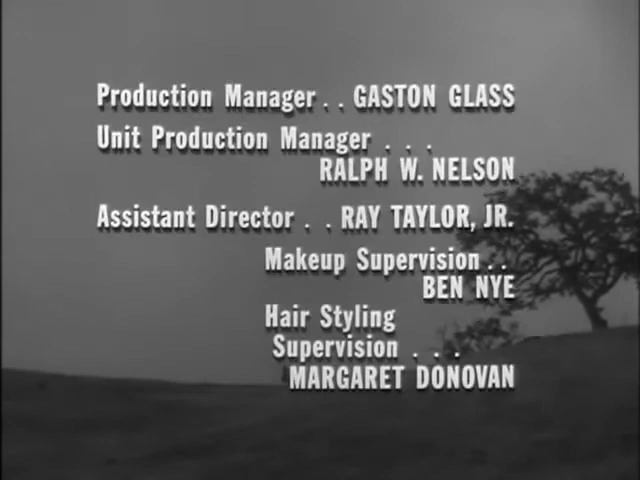 Production Manager . . GASTON GLASS
Unit Production Manager . . .
RALPH W. NELSON
Assistant Director . . RAY TAYLOR, JR.
Makeup Supervision . .
BEN NYE
Hair Styling
Supervision . . .
MARGARET DONOVAN